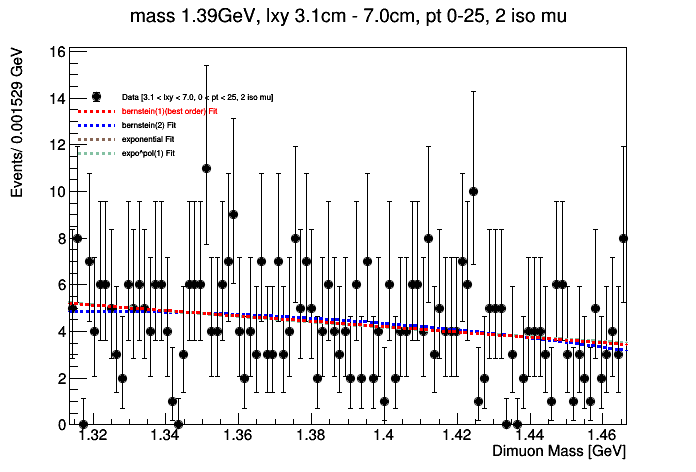 mass 1.39GeV, lxy 3.1cm - 7.0cm, pt 0-25, 2 iso mu
Events/ 0.001529 GeV
16
14
12
10
8
6
4
2
0
Data [3.1 < lxy < 7.0, 0 < pt < 25, 2 iso mu]
bernstein(1)(best order) Fit
bernstein(2) Fit
exponential Fit
expo*pol(1) Fit
1.32 1.34 1.36 1.38 1.4 1.42 1.44 1.46
Dimuon Mass [GeV]